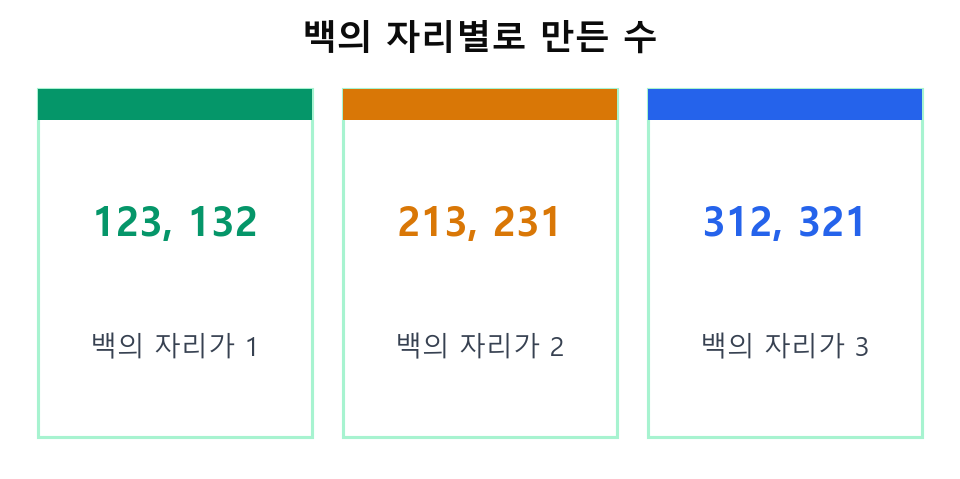 백의 자리별로 만든 수
123, 132
백의 자리가 1
213, 231
백의 자리가 2
312, 321
백의 자리가 3